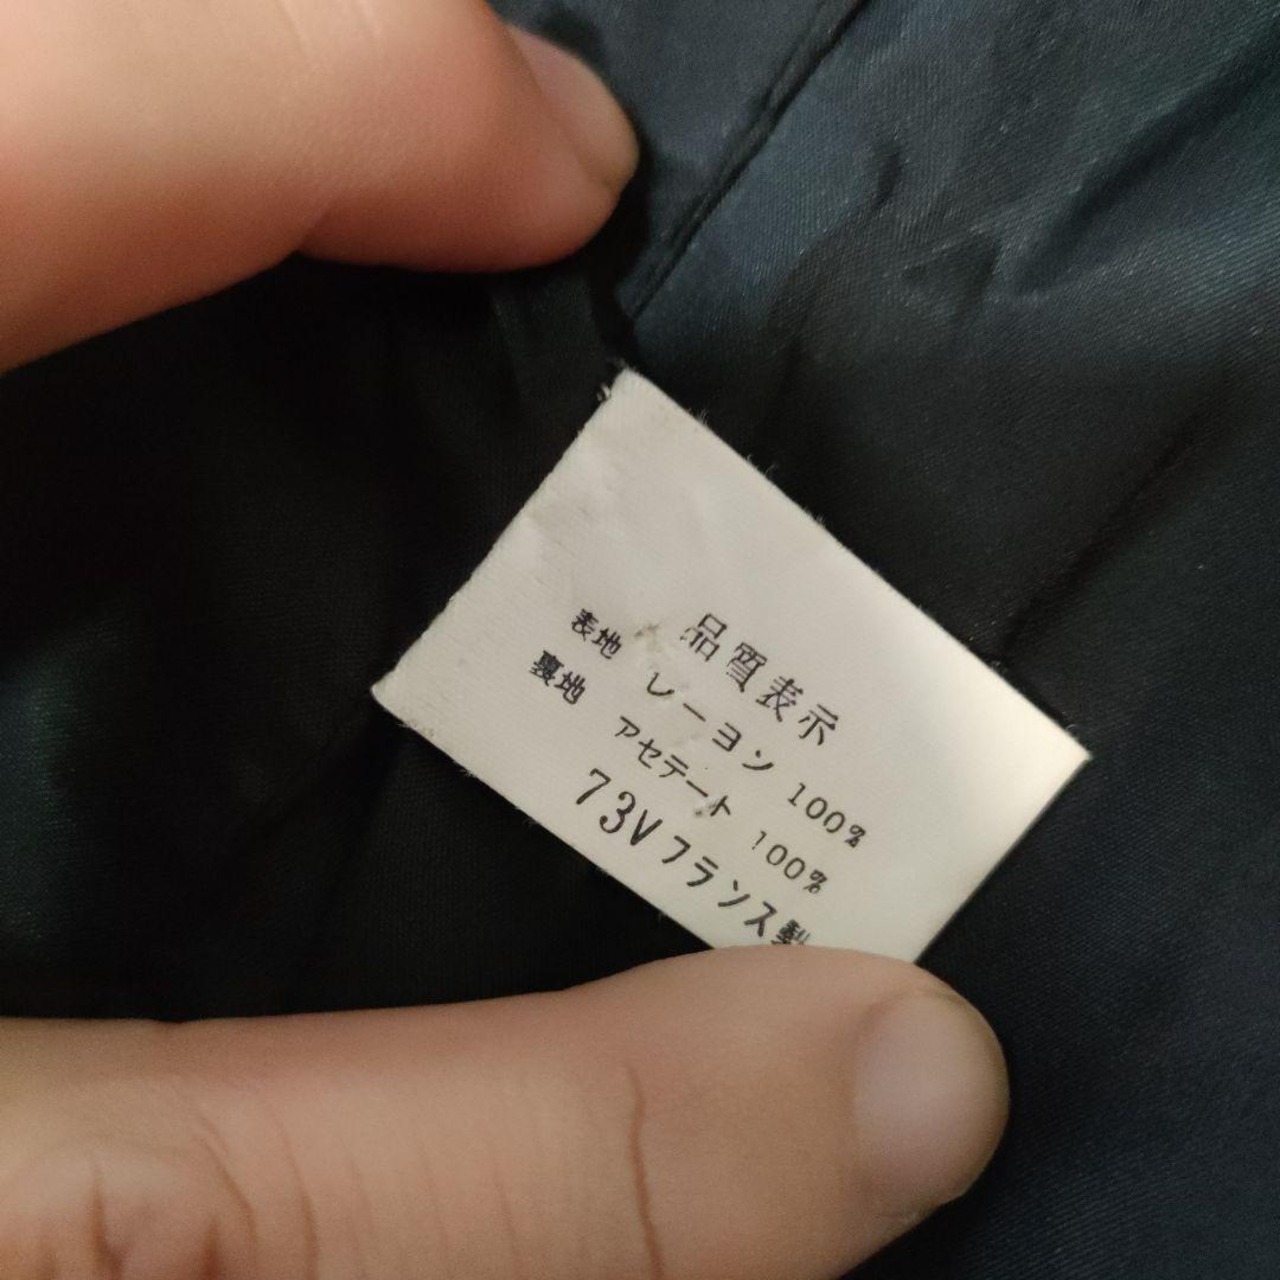 品質表示
表地 レーヨン 100%
裏地 アセテート 100%
73V フランス製